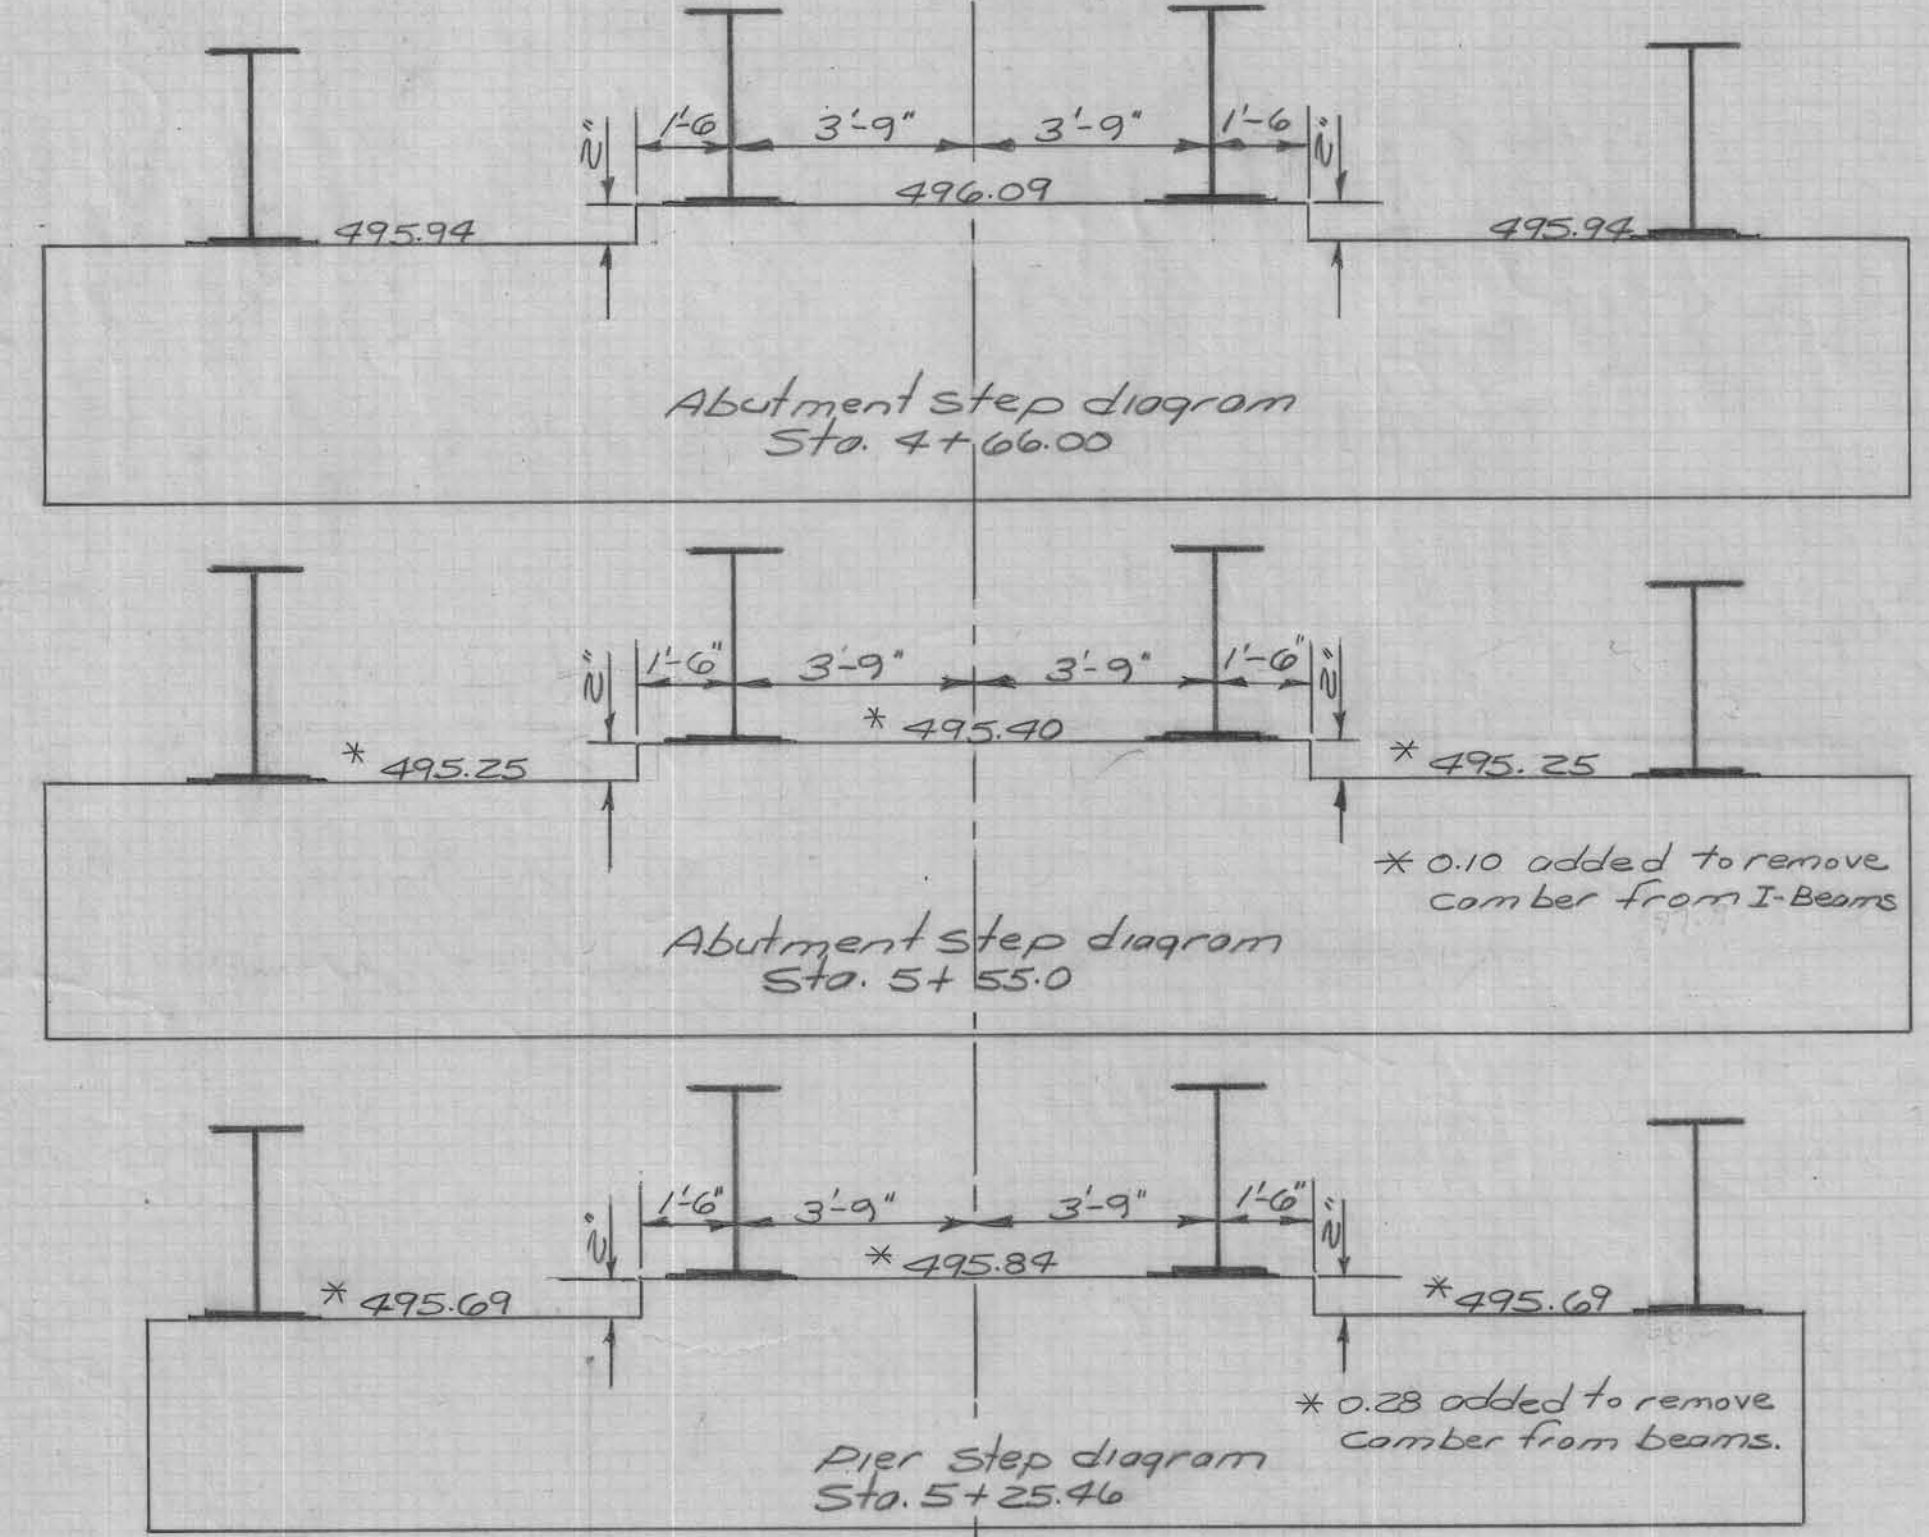 1'-6 3'-9" 3'-9" 1'-6
2" 2"
496.09
495.94 495.94
Abutment step diagram
Sta. 4+66.00
1'-6" 3'-9" 3'-9" 1'-6"
2" 2"
* 495.40
* 495.25 * 495.25
* 0.10 added to remove
camber from I-Beams
Abutment step diagram
Sta. 5+55.0
1'-6" 3'-9" 3'-9" 1'-6"
2" 2"
* 495.84
* 495.69 * 495.69
* 0.28 added to remove
camber from beams.
Pier step diagram
Sta. 5+25.46